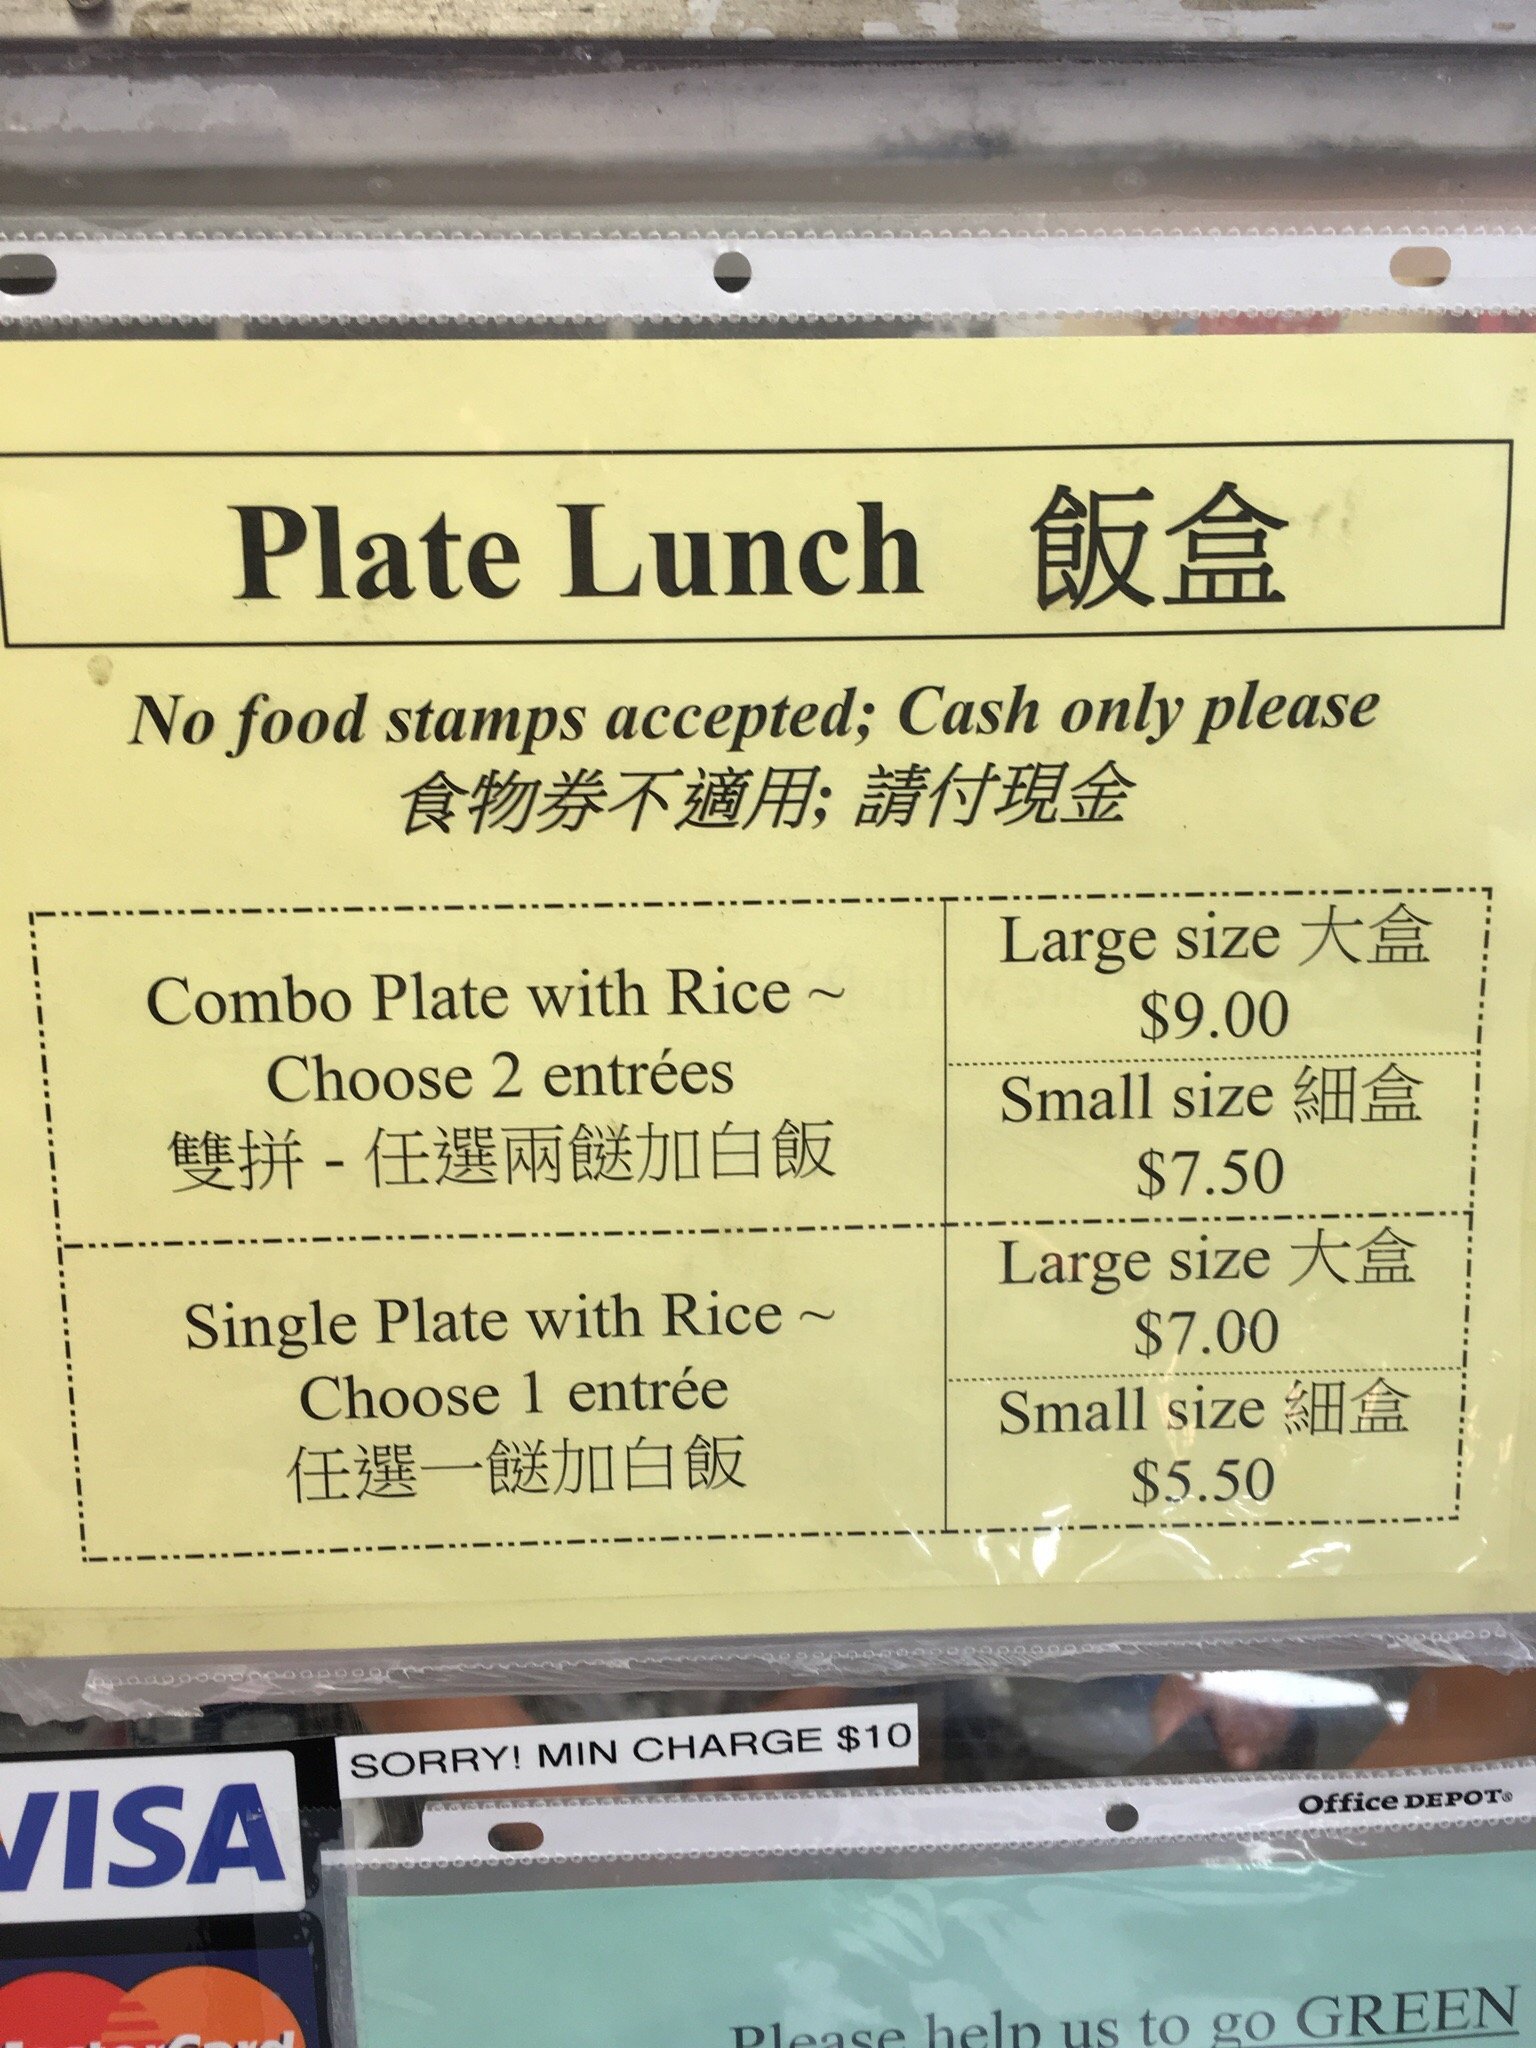 Plate Lunch 飯盒
No food stamps accepted; Cash only please
食物券不適用; 請付現金
Combo Plate with Rice ~
Choose 2 entrées
雙拼 - 任選兩餸加白飯
Large size 大盒
$9.00
Small size 細盒
$7.50
Single Plate with Rice ~
Choose 1 entrée
任選一餸加白飯
Large size 大盒
$7.00
Small size 細盒
$5.50
SORRY! MIN CHARGE $10
VISA
Office DEPOT®
Please help us to go GREEN